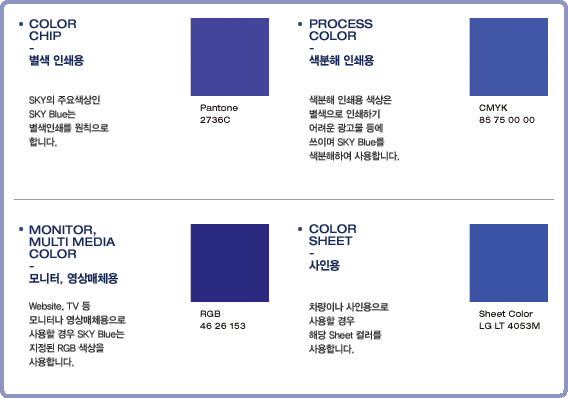 • COLOR
CHIP
-
별색 인쇄용
SKY의 주요색상인
SKY Blue는
별색인쇄를 원칙으로
합니다.
Pantone
2736C
• PROCESS
COLOR
-
색분해 인쇄용
색분해 인쇄용 색상은
별색으로 인쇄하기
어려운 광고물 등에
쓰이며 SKY Blue를
색분해하여 사용합니다.
CMYK
85 75 00 00
• MONITOR,
MULTI MEDIA
COLOR
-
모니터, 영상매체용
Website, TV 등
모니터나 영상매체용으로
사용할 경우 SKY Blue는
지정된 RGB 색상을
사용합니다.
RGB
46 26 153
• COLOR
SHEET
-
사인용
차량이나 사인용으로
사용할 경우
해당 Sheet 컬러를
사용합니다.
Sheet Color
LG LT 4053M